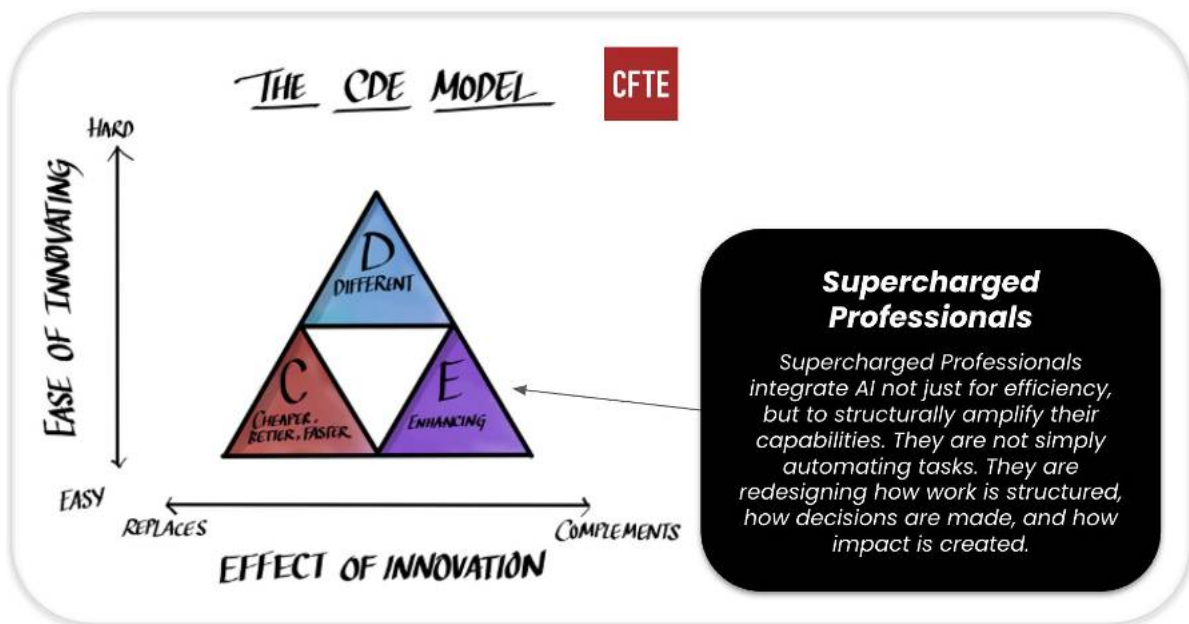 THE CDE MODEL
CFTE
HARD
EASE OF INNOVATING
EASY
D
DIFFERENT
C
CHEAPER,
BETTER, FASTER
E
ENHANCING
REPLACES
COMPLEMENTS
EFFECT OF INNOVATION
Supercharged
Professionals
Supercharged Professionals
integrate AI not just for efficiency,
but to structurally amplify their
capabilities. They are not simply
automating tasks. They are
redesigning how work is structured,
how decisions are made, and how
impact is created.